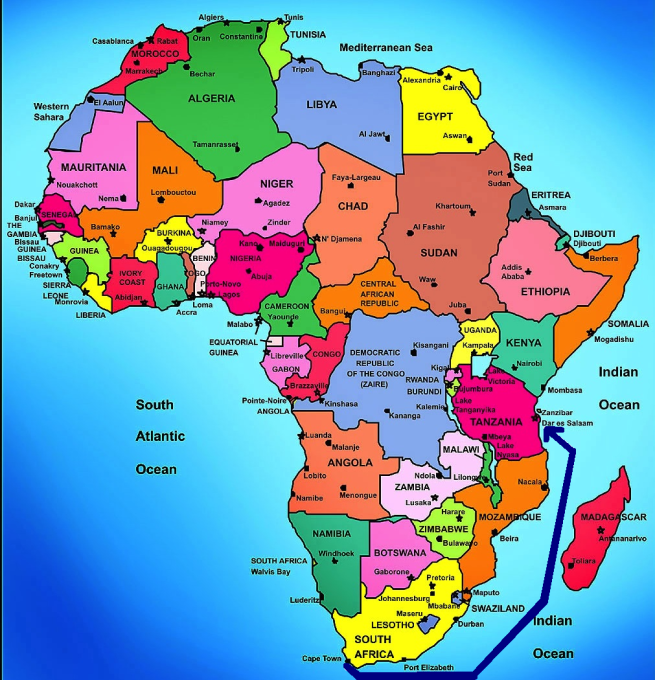 Algiers
Tunis
Oran
Constantine
TUNISIA
Casablanca
Rabat
MOROCCO
Marrakech
Bechar
Mediterranean Sea
Tripoli
Banghazi
Alexandria
Cairo
Western
Sahara
El Aalun
ALGERIA
LIBYA
EGYPT
Tamanrasset
Al Jawf
Aswan
MAURITANIA
Nouakchott
Nema
MALI
Lombouctou
NIGER
Agadez
Zinder
Niamey
Faya-Largeau
CHAD
N' Djamena
Red
Sea
Port
Sudan
Khartoum
Al Fashir
SUDAN
Waw
Juba
ERITREA
Asmara
DJIBOUTI
Djibouti
Berbera
Addis
Ababa
ETHIOPIA
SOMALIA
Mogadishu
Dakar
SENEGAL
Banjul
THE
GAMBIA
Bissau
GUINEA
BISSAU
Conakry
Freetown
SIERRA
LEONE
Monrovia
LIBERIA
GUINEA
Bamako
BURKINA
Ouagadougou
IVORY
COAST
Abidjan
GHANA
Accra
TOGO
Loma
BENIN
Porto-Novo
Lagos
Kano
Maiduguri
NIGERIA
Abuja
CAMEROON
Yaounde
Malabo
EQUATORIAL
GUINEA
CENTRAL
AFRICAN
REPUBLIC
Bangui
Libreville
GABON
CONGO
Brazzaville
Pointe-Noire
ANGOLA
Kinshasa
DEMOCRATIC
REPUBLIC
OF THE CONGO
(ZAIRE)
Kisangani
Kananga
Kalemie
UGANDA
Kampala
KENYA
Nairobi
Mombasa
Kigali
RWANDA
BURUNDI
Bujumbura
Lake
Victoria
Lake
Tanganyika
TANZANIA
Zanzibar
Dar es Salaam
Mbeya
Lake
Nyasa
Indian
Ocean
South
Atlantic
Ocean
Luanda
Malanje
ANGOLA
Lobito
Namibe
Menongue
MALAWI
Lilongwe
Ndola
ZAMBIA
Lusaka
Nacala
MOZAMBIQUE
Beira
Harare
ZIMBABWE
Bulawayo
MADAGASCAR
Antananarivo
Toliara
NAMIBIA
Windhoek
SOUTH AFRICA
Walvis Bay
Luderitz
BOTSWANA
Gaborone
Pretoria
Johannesburg
Maputo
Mbabane
SWAZILAND
Maseru
LESOTHO
Durban
SOUTH
AFRICA
Cape Town
Port Elizabeth
Indian
Ocean